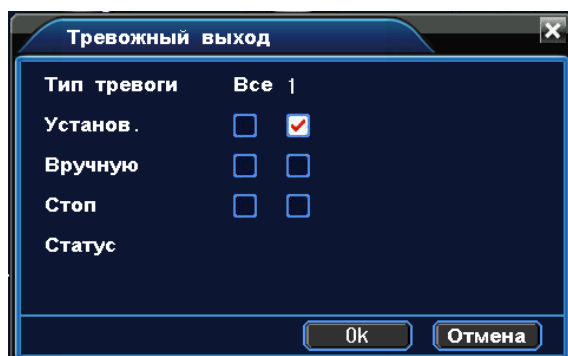 Тревожный выход
Тип тревоги Все 1
Установ.
Вручную
Стоп
Статус
Ok Отмена